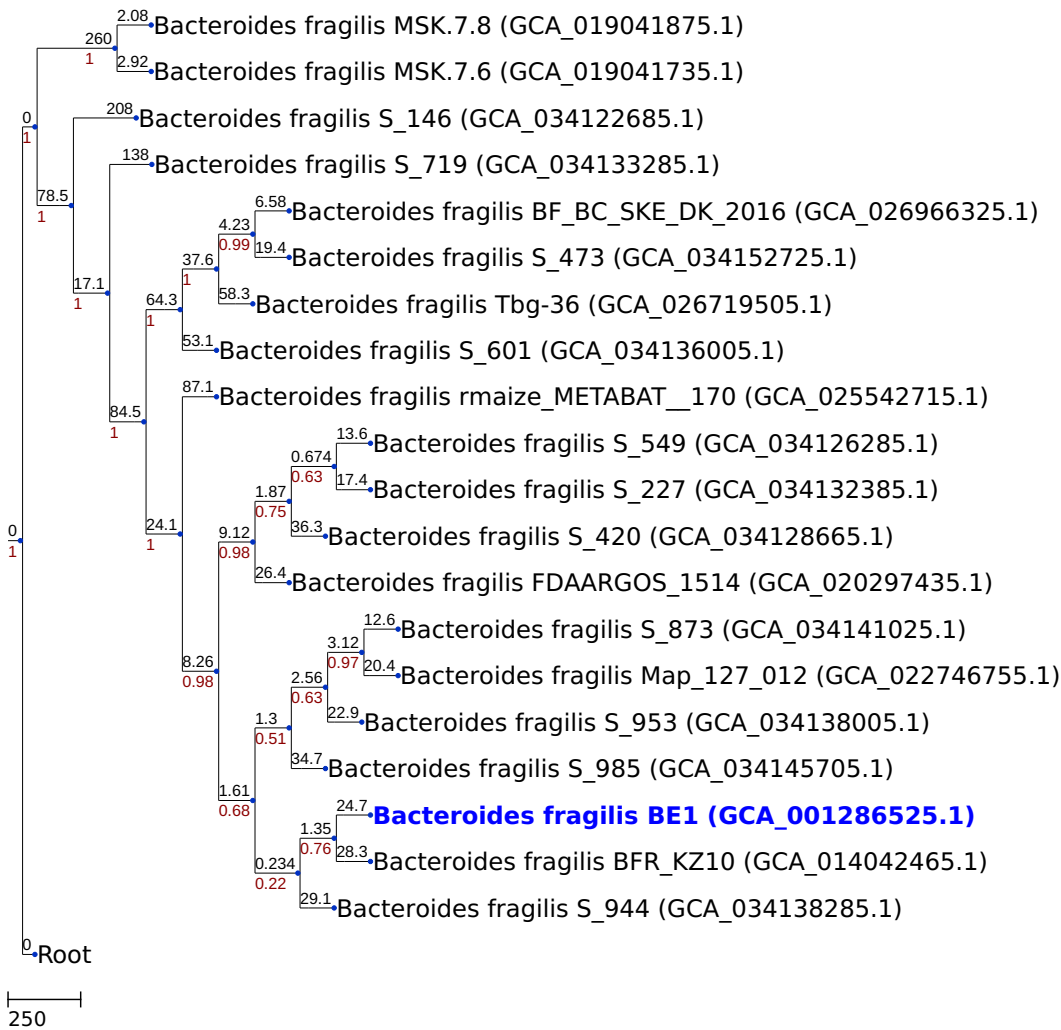 2.08
Bacteroides fragilis MSK.7.8 (GCA_019041875.1)
260
1
2.92
Bacteroides fragilis MSK.7.6 (GCA_019041735.1)
0
1
208
Bacteroides fragilis S_146 (GCA_034122685.1)
138
Bacteroides fragilis S_719 (GCA_034133285.1)
78.5
1
6.58
Bacteroides fragilis BF_BC_SKE_DK_2016 (GCA_026966325.1)
4.23
0.99
19.4
Bacteroides fragilis S_473 (GCA_034152725.1)
37.6
1
17.1
1
64.3
1
58.3
Bacteroides fragilis Tbg-36 (GCA_026719505.1)
53.1
Bacteroides fragilis S_601 (GCA_034136005.1)
87.1
Bacteroides fragilis rmaize_METABAT__170 (GCA_025542715.1)
84.5
1
13.6
Bacteroides fragilis S_549 (GCA_034126285.1)
0.674
0.63
17.4
Bacteroides fragilis S_227 (GCA_034132385.1)
1.87
0.75
24.1
1
9.12
0.98
36.3
Bacteroides fragilis S_420 (GCA_034128665.1)
0
1
26.4
Bacteroides fragilis FDAARGOS_1514 (GCA_020297435.1)
12.6
Bacteroides fragilis S_873 (GCA_034141025.1)
3.12
0.97
8.26
0.98
20.4
Bacteroides fragilis Map_127_012 (GCA_022746755.1)
2.56
0.63
22.9
Bacteroides fragilis S_953 (GCA_034138005.1)
1.3
0.51
34.7
Bacteroides fragilis S_985 (GCA_034145705.1)
1.61
0.68
24.7
Bacteroides fragilis BE1 (GCA_001286525.1)
1.35
0.76
28.3
Bacteroides fragilis BFR_KZ10 (GCA_014042465.1)
0.234
0.22
29.1
Bacteroides fragilis S_944 (GCA_034138285.1)
0
Root
250